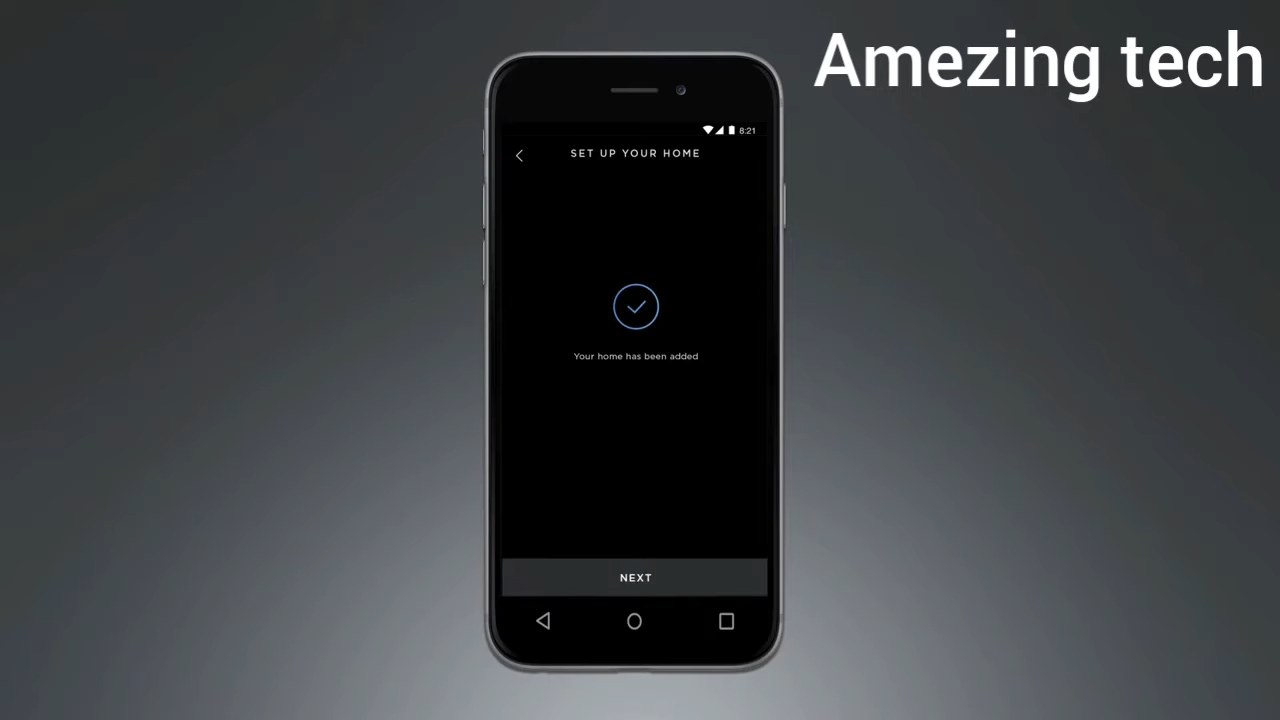 Amezing tech
8:21
SET UP YOUR HOME
Your home has been added
NEXT